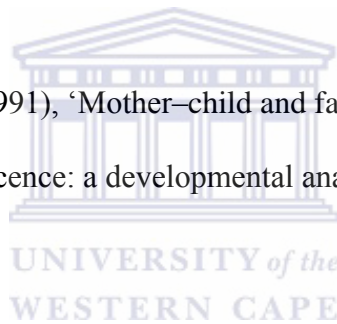 991), ‘Mother–child and fa
cence: a developmental ana
UNIVERSITY of the
WESTERN CAPE